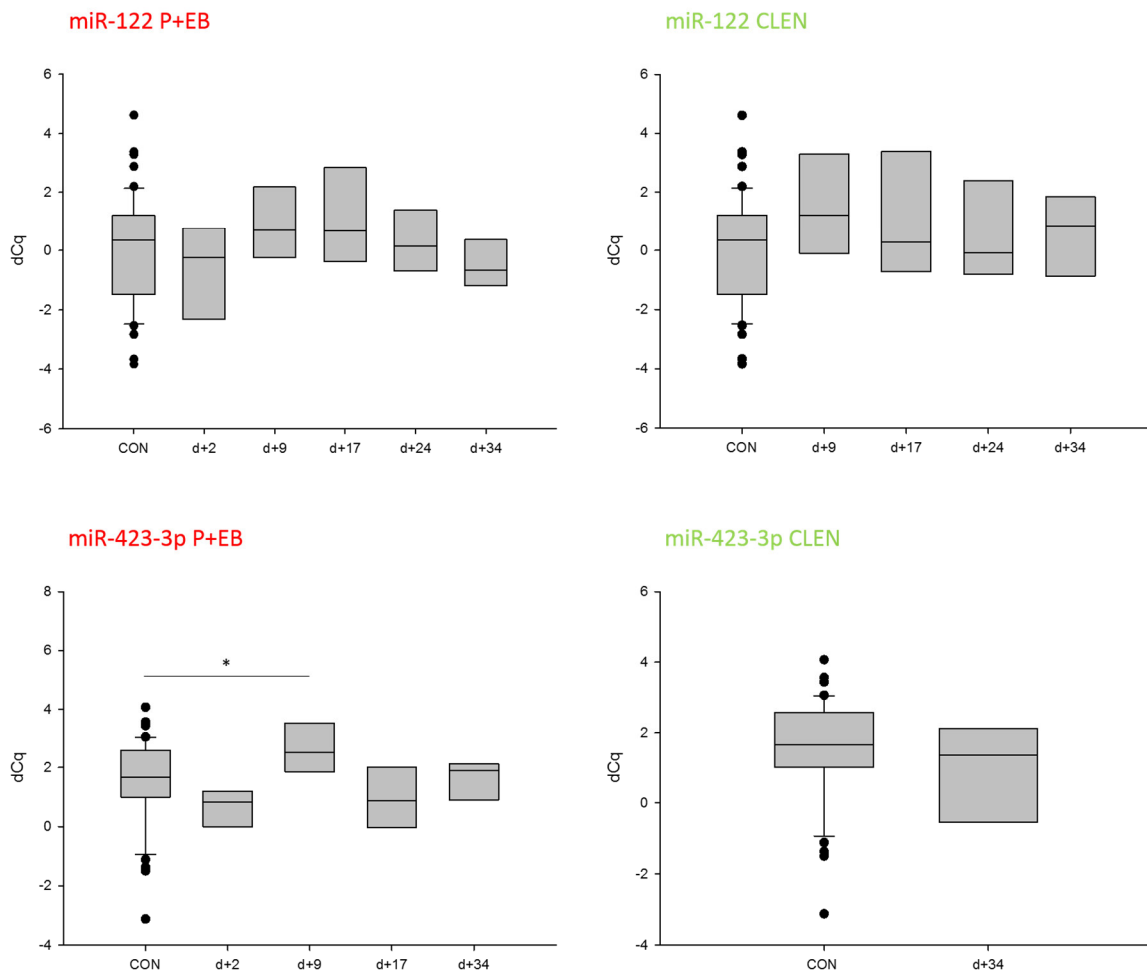 miR-122 P+EB
6
4
2
0
-2
-4
-6
dCq
CON d+2 d+9 d+17 d+24 d+34
miR-122 CLEN
6
4
2
0
-2
-4
-6
dCq
CON d+9 d+17 d+24 d+34
miR-423-3p P+EB
8
6
4
2
0
-2
-4
dCq
*
CON d+2 d+9 d+17 d+34
miR-423-3p CLEN
6
4
2
0
-2
-4
dCq
CON d+34